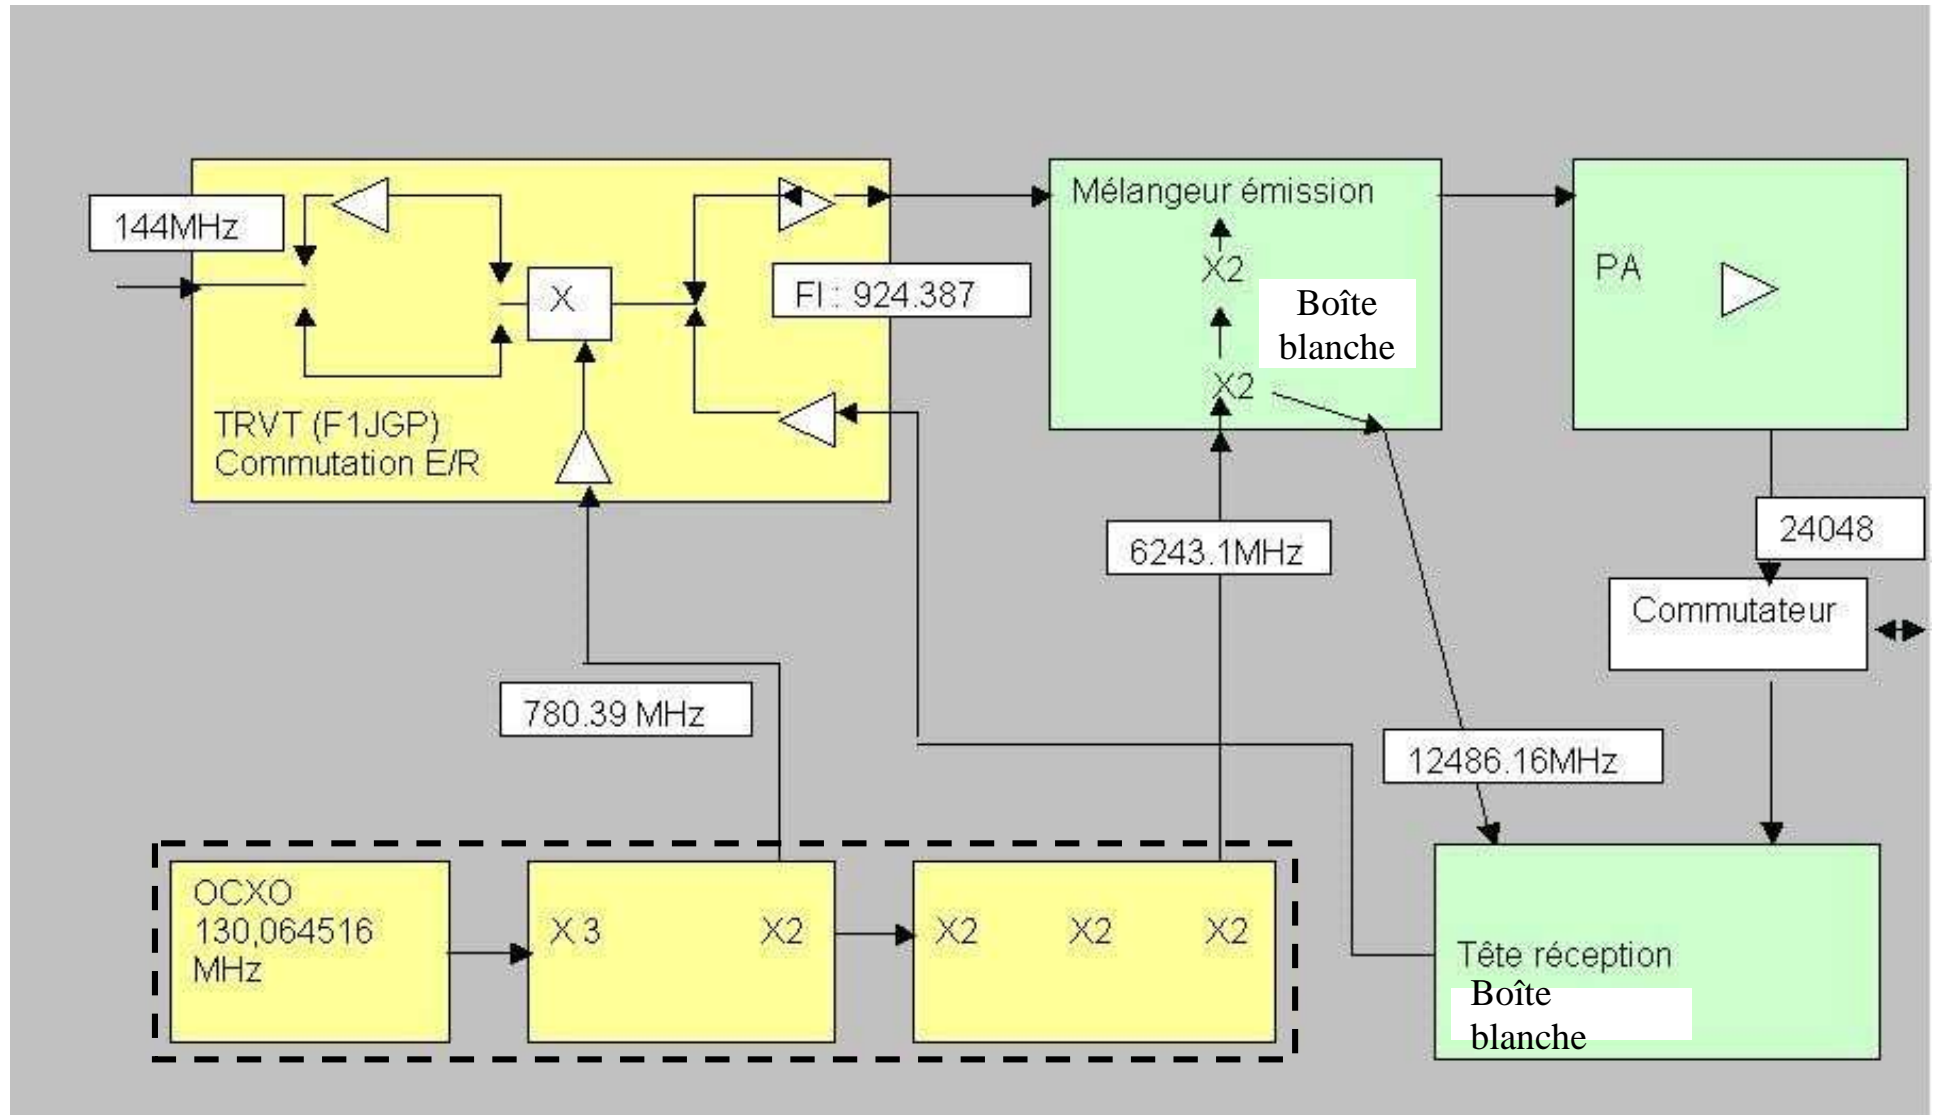 144MHz
X
FI : 924.387
TRVT (F1JGP)
Commutation E/R
Mélangeur émission
X2
Boîte
blanche
X2
PA
6243.1MHz
24048
Commutateur
780.39 MHz
12486.16MHz
OCXO
130,064516
MHz
X 3 X2
X2 X2 X2
Tête réception
Boîte
blanche